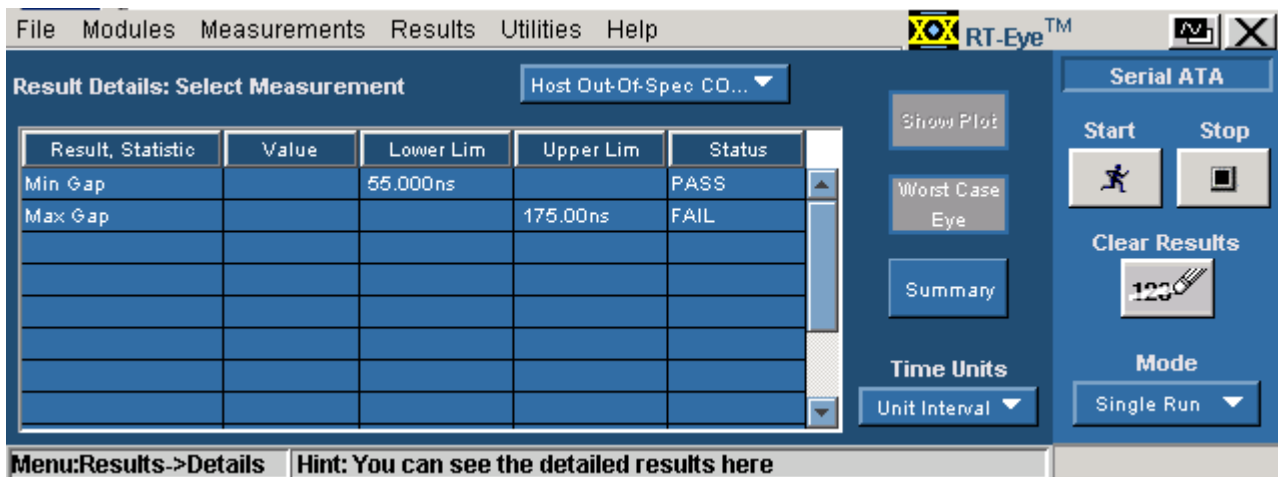 File Modules Measurements Results Utilities Help RT-Eye™
Result Details: Select Measurement Host Out-Of-Spec CO...
Serial ATA
Show Plot
Start Stop
Result, Statistic Value Lower Lim Upper Lim Status
Min Gap 55.000ns PASS
Max Gap 175.00ns FAIL
Worst Case
Eye
Clear Results
123
Summary
Time Units
Unit Interval
Mode
Single Run
Menu:Results->Details Hint: You can see the detailed results here